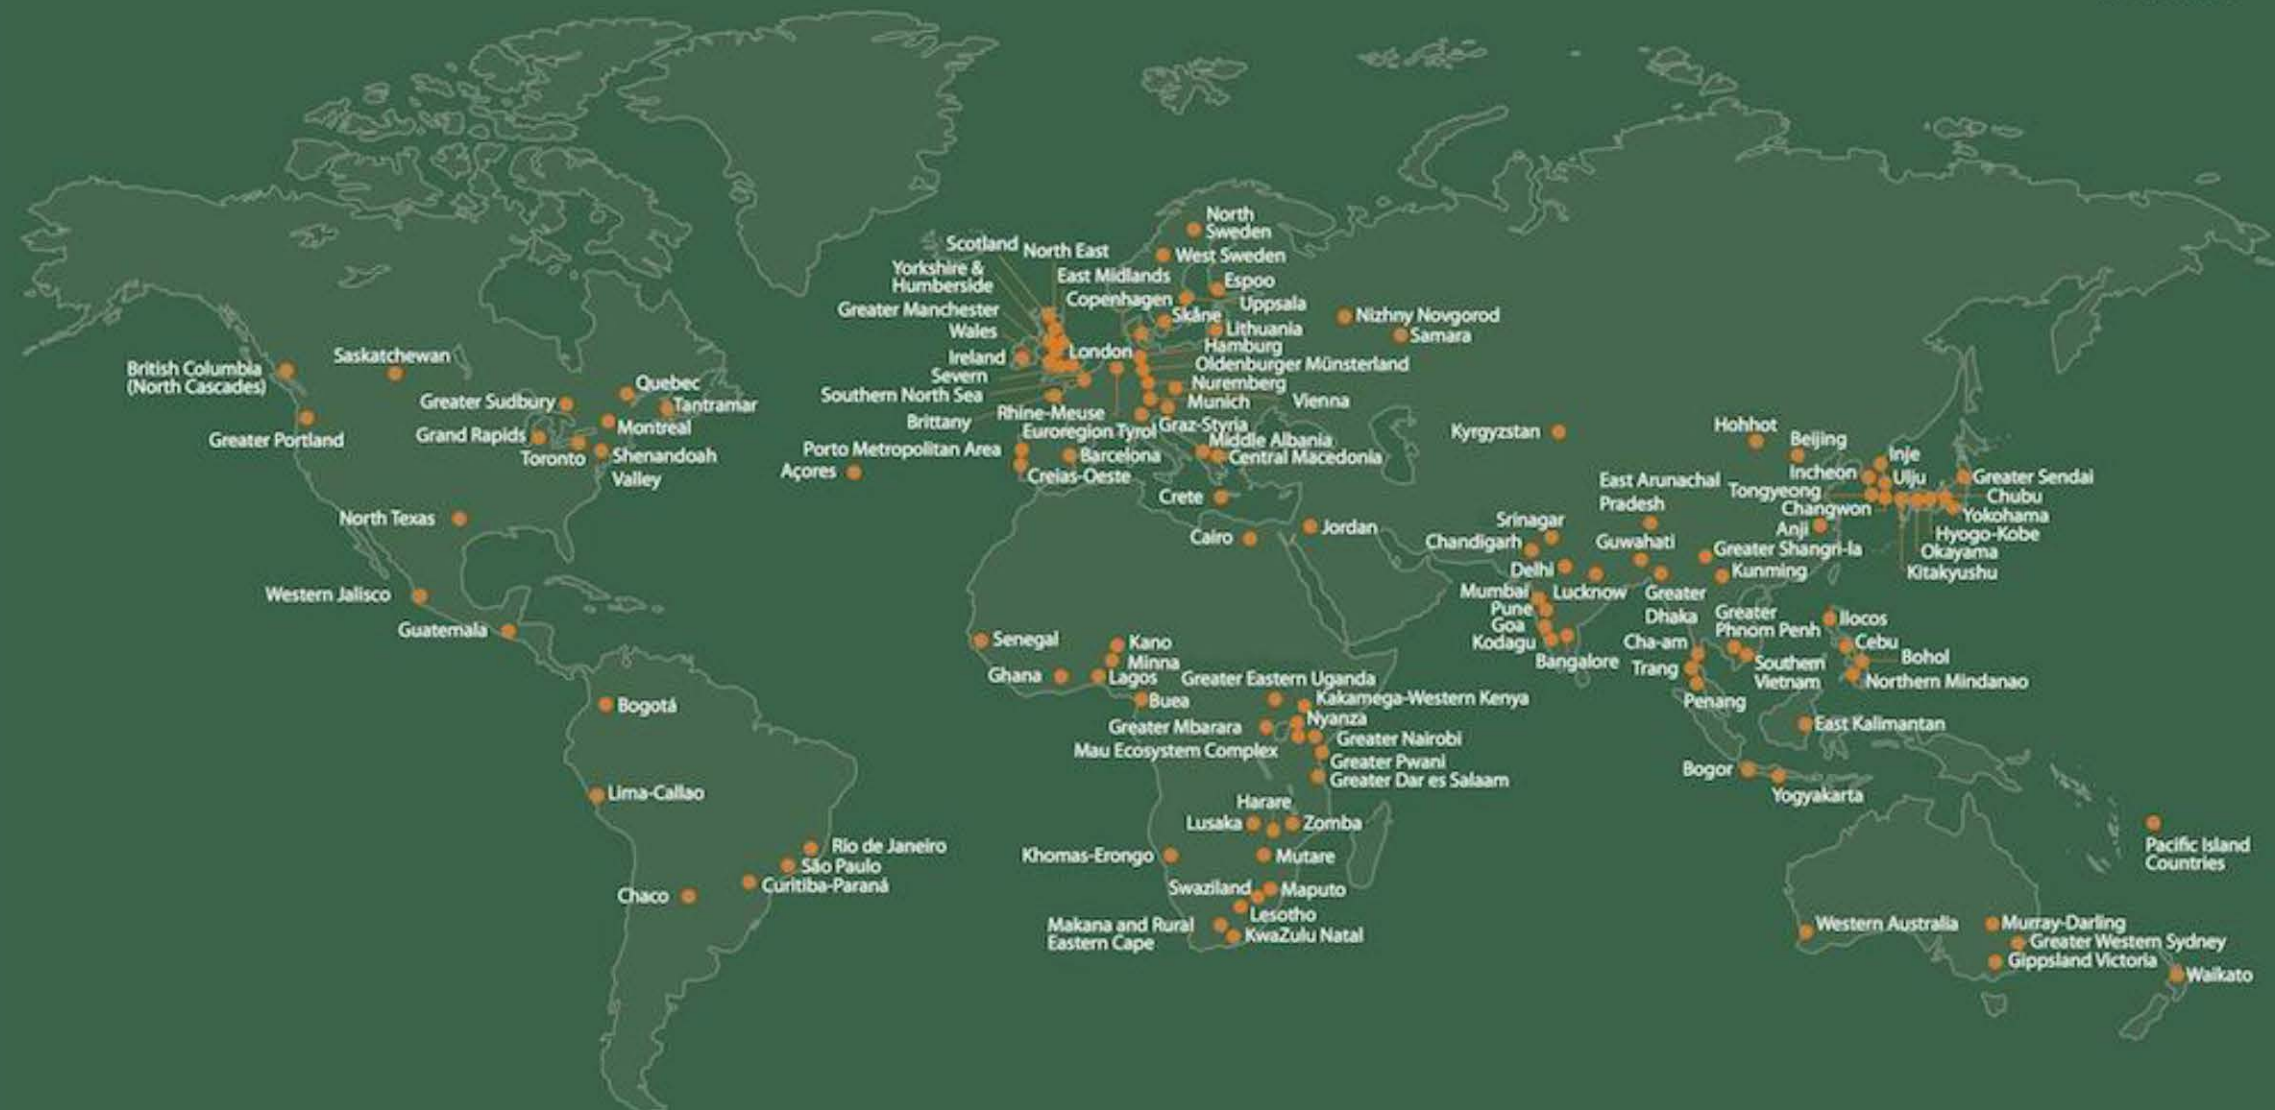 North
Sweden
West Sweden
Scotland
North East
Yorkshire &
Humberside
East Midlands
Espoo
Copenhagen
Uppsala
Greater Manchester
Skåne
Wales
Lithuania
Ireland
London
Hamburg
Severn
Oldenburger Münsterland
Southern North Sea
Nuremberg
Brittany
Munich
Vienna
Rhine-Meuse
Graz-Styria
Euroregion Tyrol
Middle Albania
Porto Metropolitan Area
Barcelona
Central Macedonia
Açores
Creias-Oeste
Crete
Nizhny Novgorod
Samara
British Columbia
(North Cascades)
Saskatchewan
Quebec
Greater Sudbury
Tantramar
Greater Portland
Grand Rapids
Montreal
Toronto
Shenandoah
Valley
North Texas
Western Jalisco
Guatemala
Bogotá
Lima-Callao
Rio de Janeiro
São Paulo
Curitiba-Paraná
Chaco
Cairo
Jordan
Senegal
Kano
Minna
Ghana
Lagos
Greater Eastern Uganda
Buea
Kakamega-Western Kenya
Greater Mbarara
Nyanza
Mau Ecosystem Complex
Greater Nairobi
Greater Pwani
Greater Dar es Salaam
Harare
Lusaka
Zomba
Khomas-Erongo
Mutare
Swaziland
Maputo
Lesotho
Makana and Rural
Eastern Cape
KwaZulu Natal
Kyrgyzstan
Hohhot
Beijing
Inje
Incheon
Ulju
Greater Sendai
East Arunachal
Pradesh
Tongyeong
Chubu
Changwon
Yokohama
Srinagar
Anji
Hyogo-Kobe
Chandigarh
Guwahati
Greater Shangri-la
Okayama
Delhi
Kunming
Kitakyushu
Mumbai
Lucknow
Greater
Dhaka
Pune
Goa
Kodagu
Bangalore
Greater
Phnom Penh
Ilocos
Cha-am
Cebu
Bohol
Trang
Southern
Vietnam
Northern Mindanao
Penang
East Kalimantan
Bogor
Yogyakarta
Pacific Island
Countries
Western Australia
Murray-Darling
Greater Western Sydney
Gippsland Victoria
Waikato